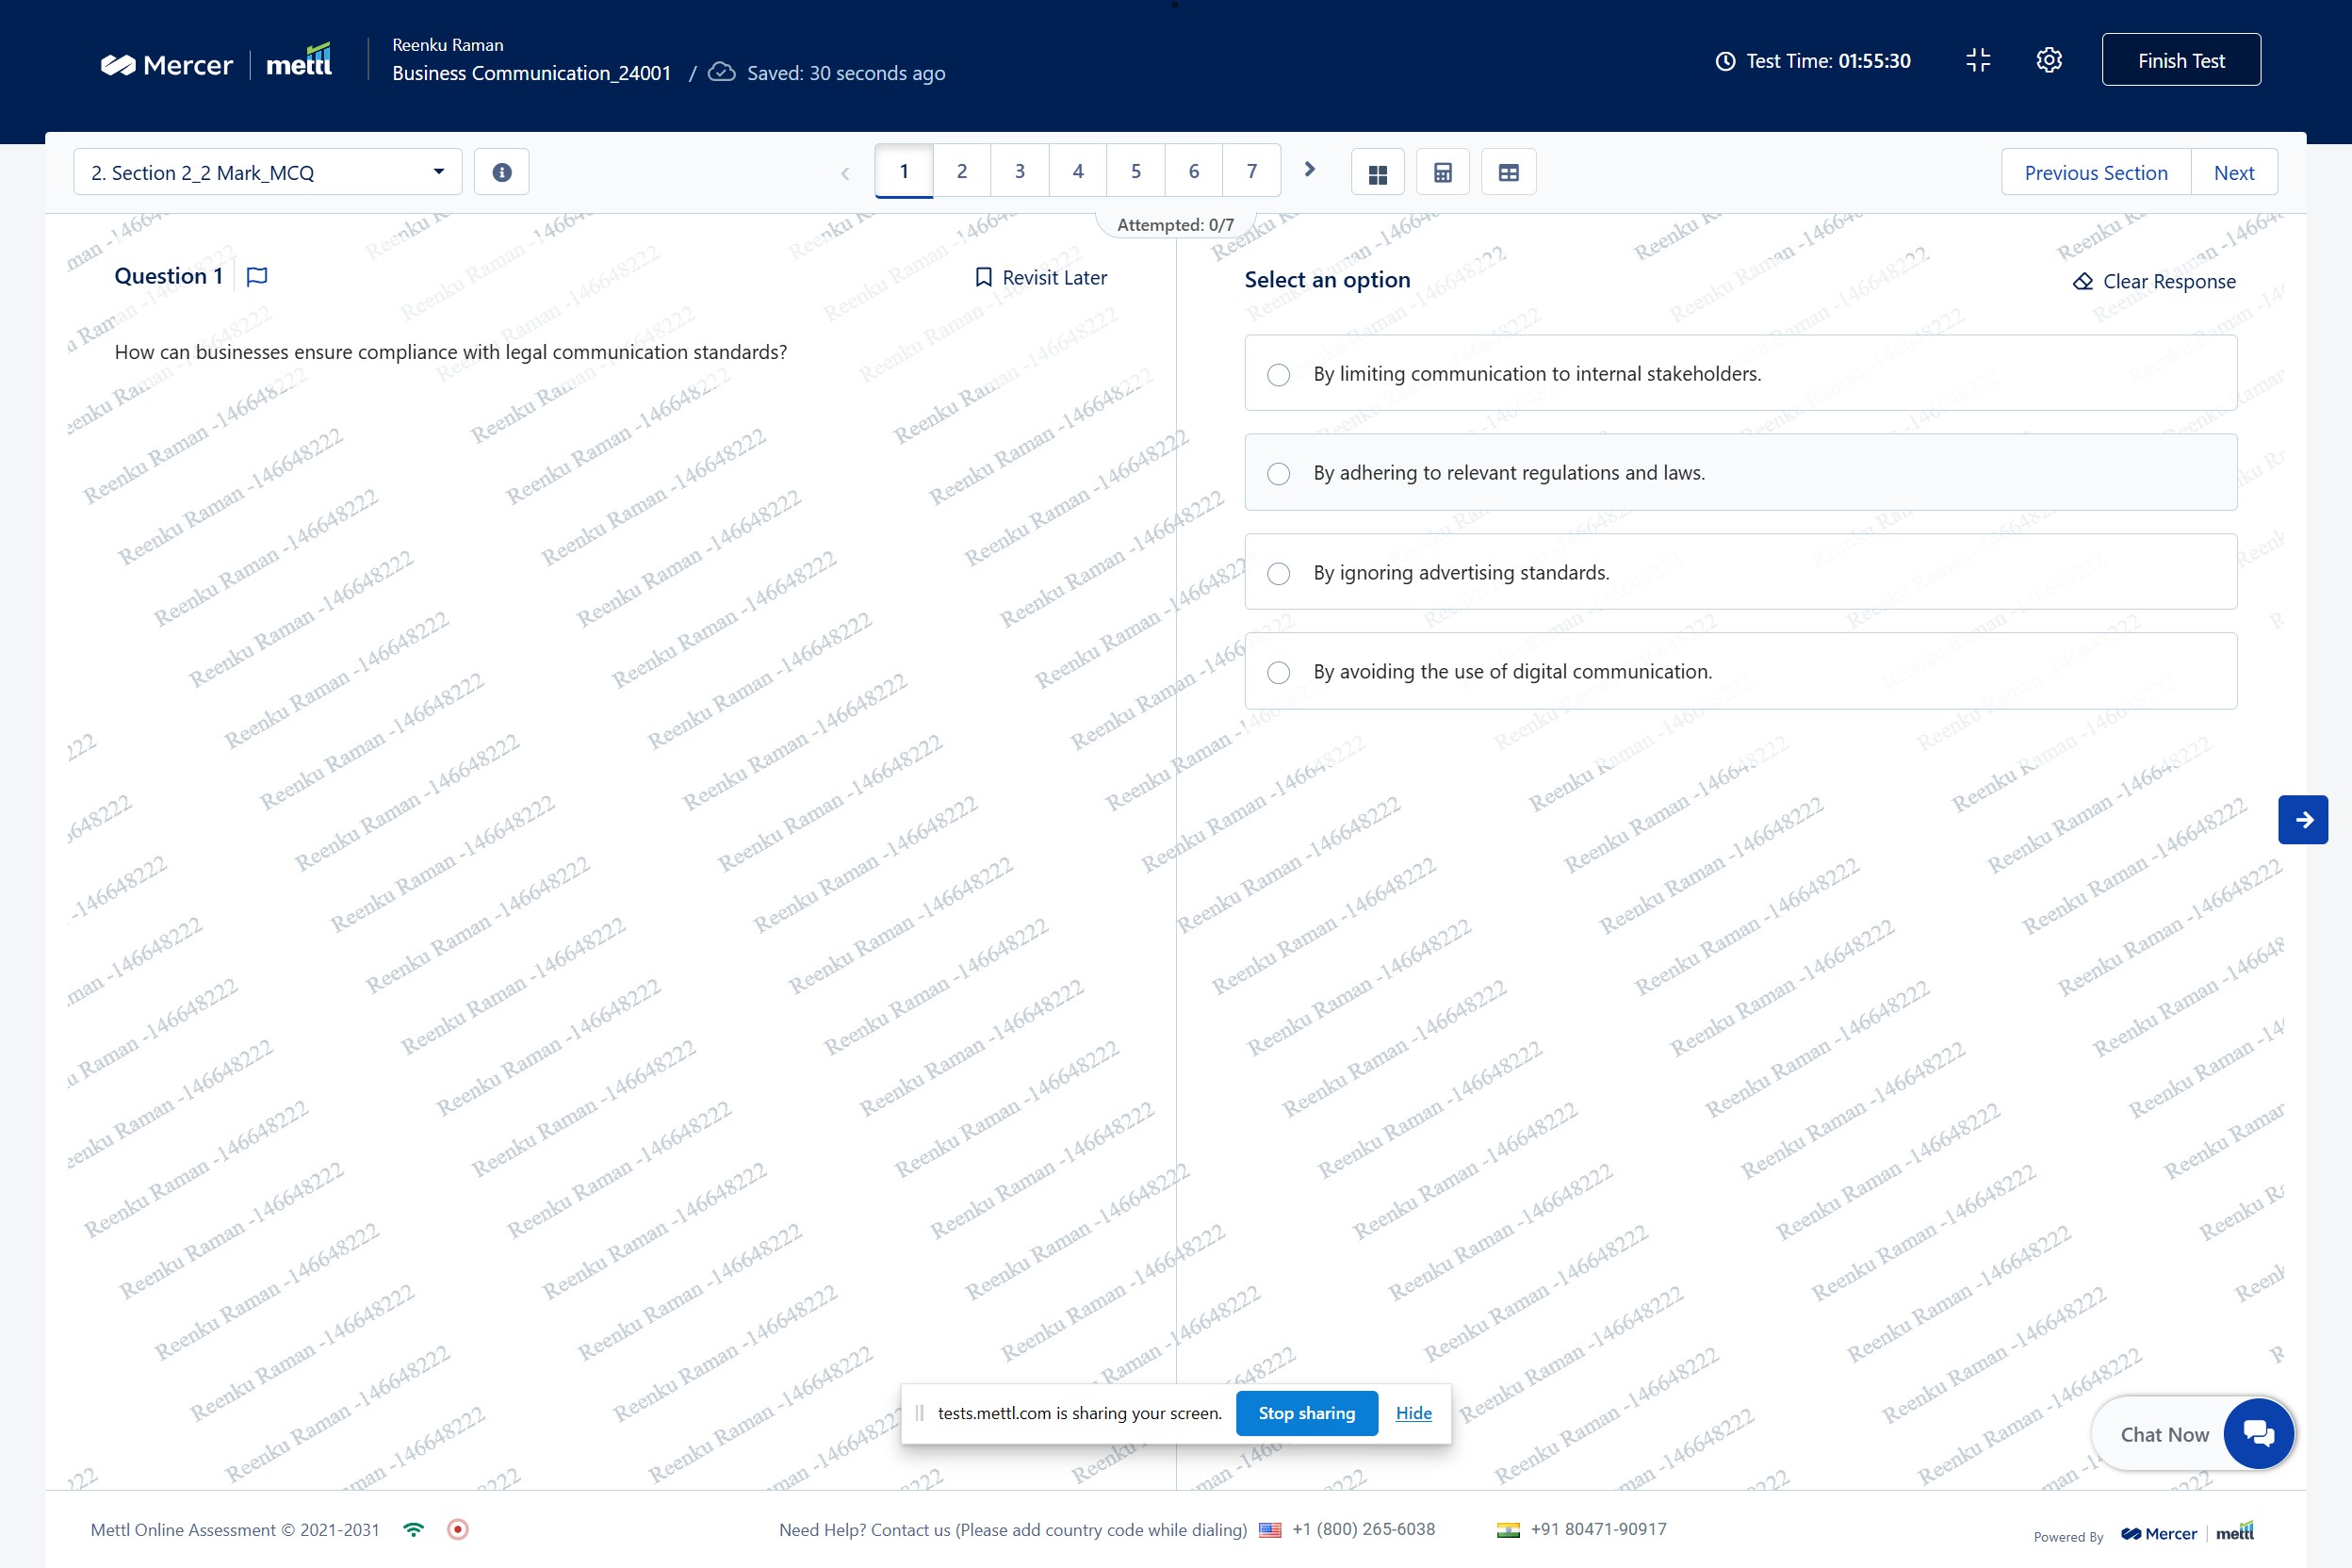 Mercer | mettl
Reenku Raman
Business Communication_24001 / Saved: 30 seconds ago
Test Time: 01:55:30
Finish Test
2. Section 2_2 Mark_MCQ
1 2 3 4 5 6 7
Attempted: 0/7
Previous Section
Next
Question 1
Revisit Later
How can businesses ensure compliance with legal communication standards?
Select an option
Clear Response
By limiting communication to internal stakeholders.
By adhering to relevant regulations and laws.
By ignoring advertising standards.
By avoiding the use of digital communication.
Reenku Raman -146648222
tests.mettl.com is sharing your screen.
Stop sharing
Hide
Chat Now
Mettl Online Assessment © 2021-2031
Need Help? Contact us (Please add country code while dialing) +1 (800) 265-6038 +91 80471-90917
Powered By Mercer | mettl